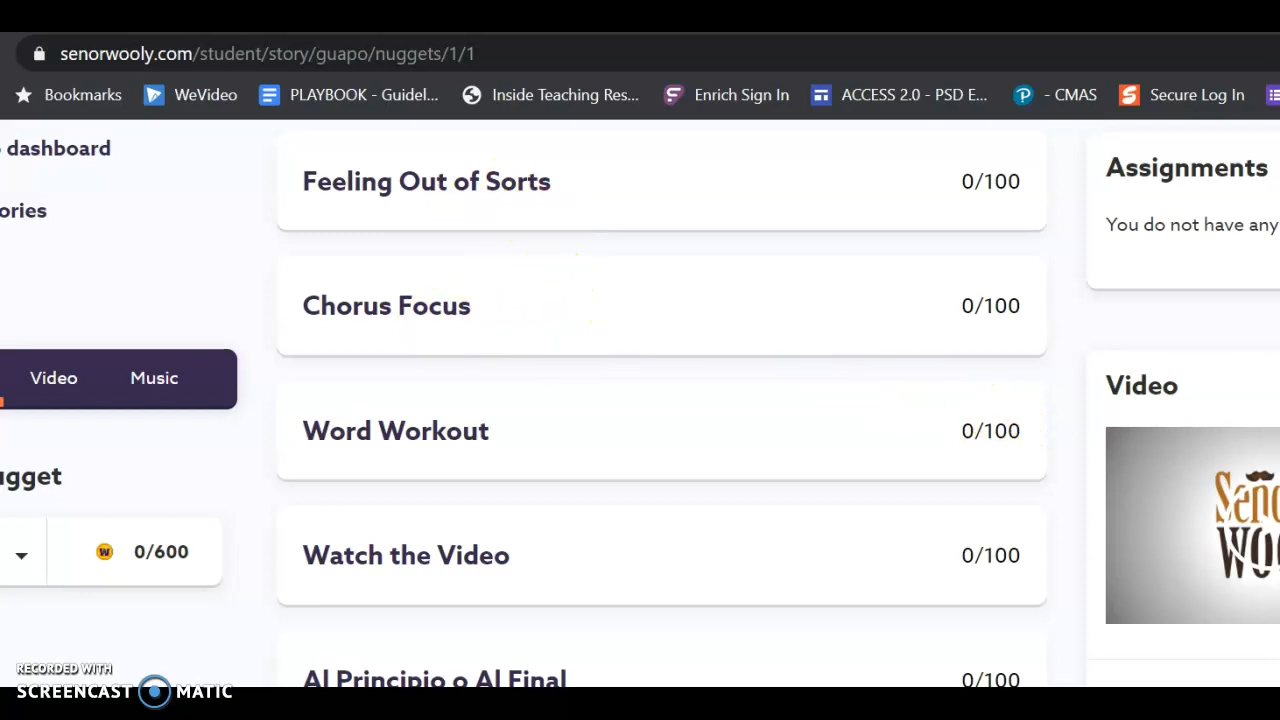 senorwooly.com/student/story/guapo/nuggets/1/1
Bookmarks WeVideo PLAYBOOK - Guidel... Inside Teaching Res... Enrich Sign In ACCESS 2.0 - PSD E... - CMAS Secure Log In
dashboard
ories
Video Music
ugget
W 0/600
Feeling Out of Sorts 0/100
Chorus Focus 0/100
Word Workout 0/100
Watch the Video 0/100
Al Principio o Al Final 0/100
Assignments
You do not have any
Video
Seno
WOO
RECORDED WITH
SCREENCAST MATIC